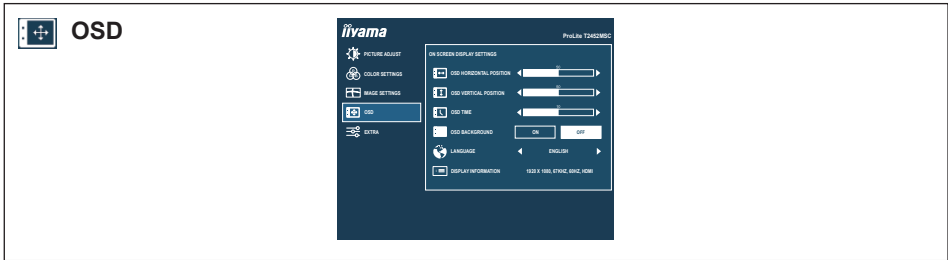 OSD
iiyama
ProLite T2452MSC
PICTURE ADJUST
COLOR SETTINGS
IMAGE SETTINGS
OSD
EXTRA
ON SCREEN DISPLAY SETTINGS
OSD HORIZONTAL POSITION
OSD VERTICAL POSITION
OSD TIME
OSD BACKGROUND ON OFF
LANGUAGE ENGLISH
DISPLAY INFORMATION 1920 X 1080, 67KHZ, 60HZ, HDMI